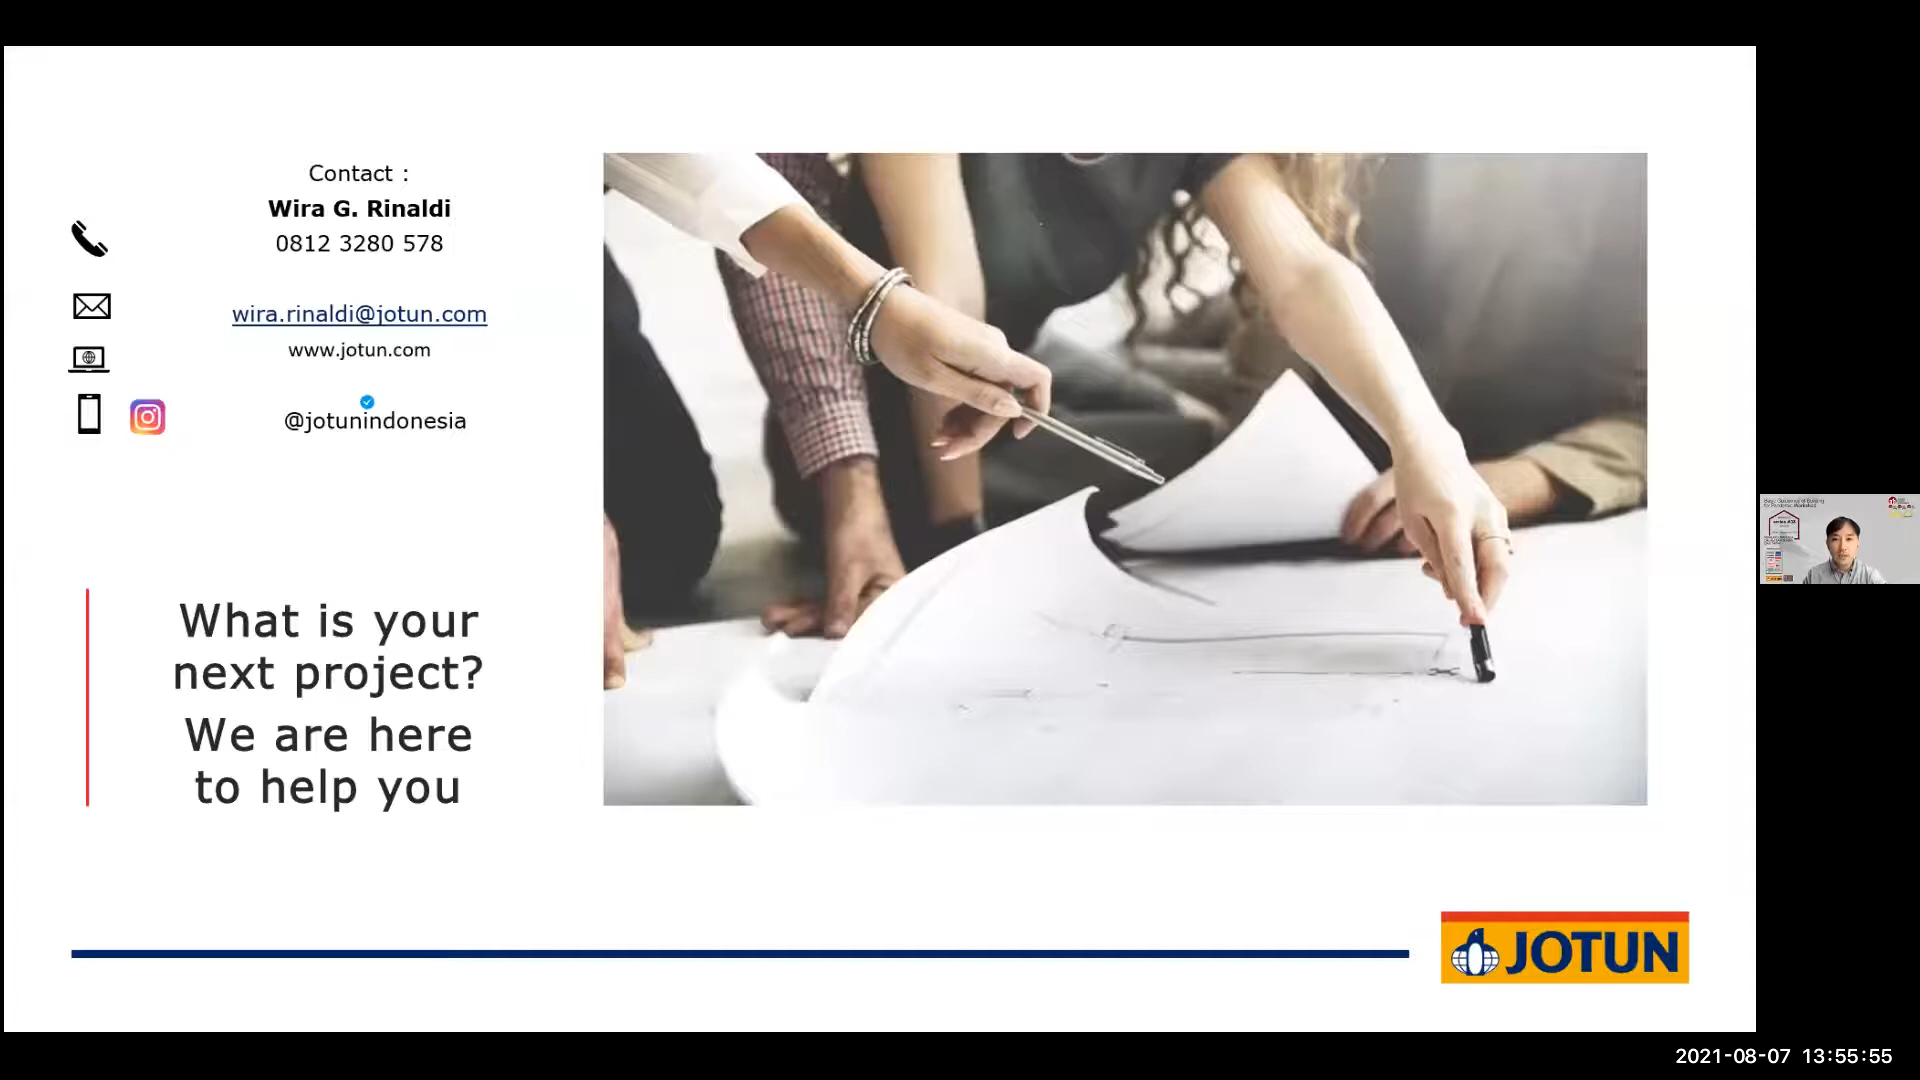 Contact :
Wira G. Rinaldi
0812 3280 578
wira.rinaldi@jotun.com
www.jotun.com
@jotunindonesia
What is your
next project?
We are here
to help you
JOTUN
2021-08-07 13:55:55